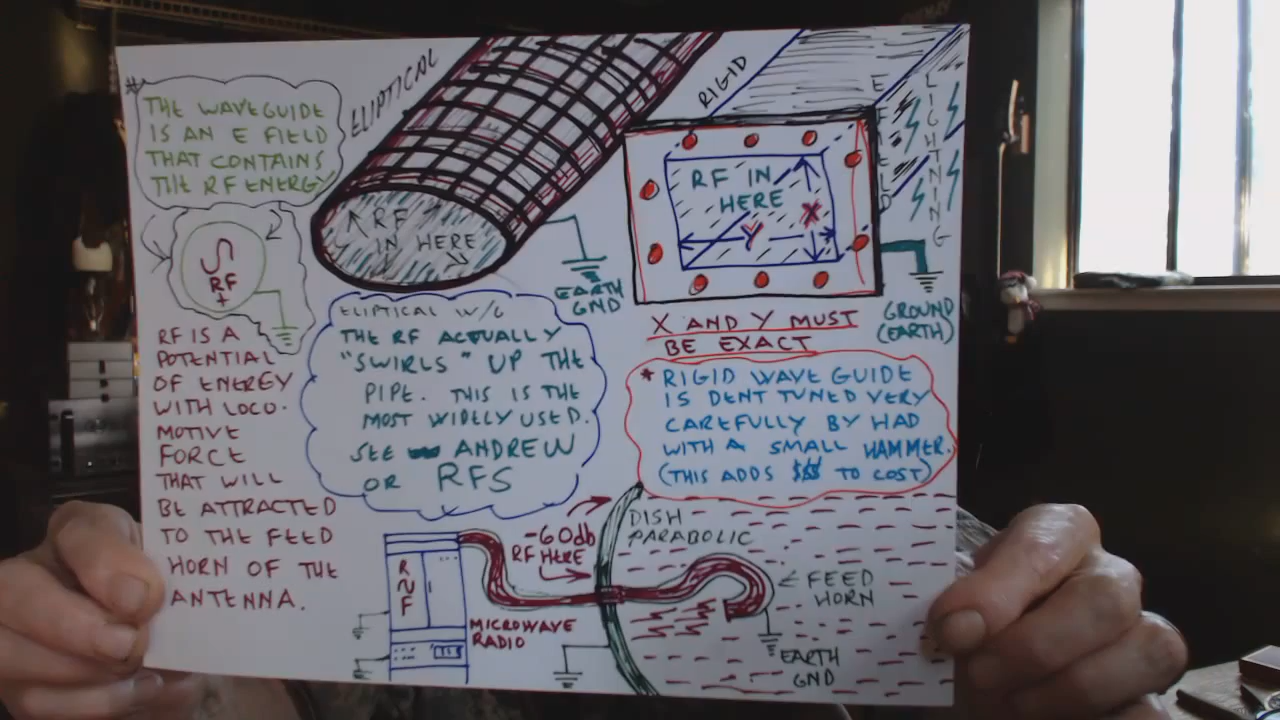 * THE WAVEGUIDE
IS AN E FIELD
THAT CONTAINS
THE RF ENERGY
RF
+
RF IS A
POTENTIAL
OF ENERGY
WITH LOCO-
MOTIVE
FORCE
THAT WILL
BE ATTRACTED
TO THE FEED
HORN OF THE
ANTENNA.
ELIPTICAL
RF
IN HERE
EARTH
GND
ELIPTICAL W/G
THE RF ACTUALLY
"SWIRLS" UP THE
PIPE. THIS IS THE
MOST WIDELY USED.
SEE ANDREW
OR RFS
RIGID
RF IN
HERE
X
Y
E FIELD
LIGHTNING
GROUND
(EARTH)
X AND Y MUST
BE EXACT
* RIGID WAVE GUIDE
IS DENT TUNED VERY
CAREFULLY BY HAD
WITH A SMALL HAMMER.
(THIS ADDS $$$ TO COST)
-60db
RF HERE
DISH
PARABOLIC
FEED
HORN
EARTH
GND
MICROWAVE
RADIO